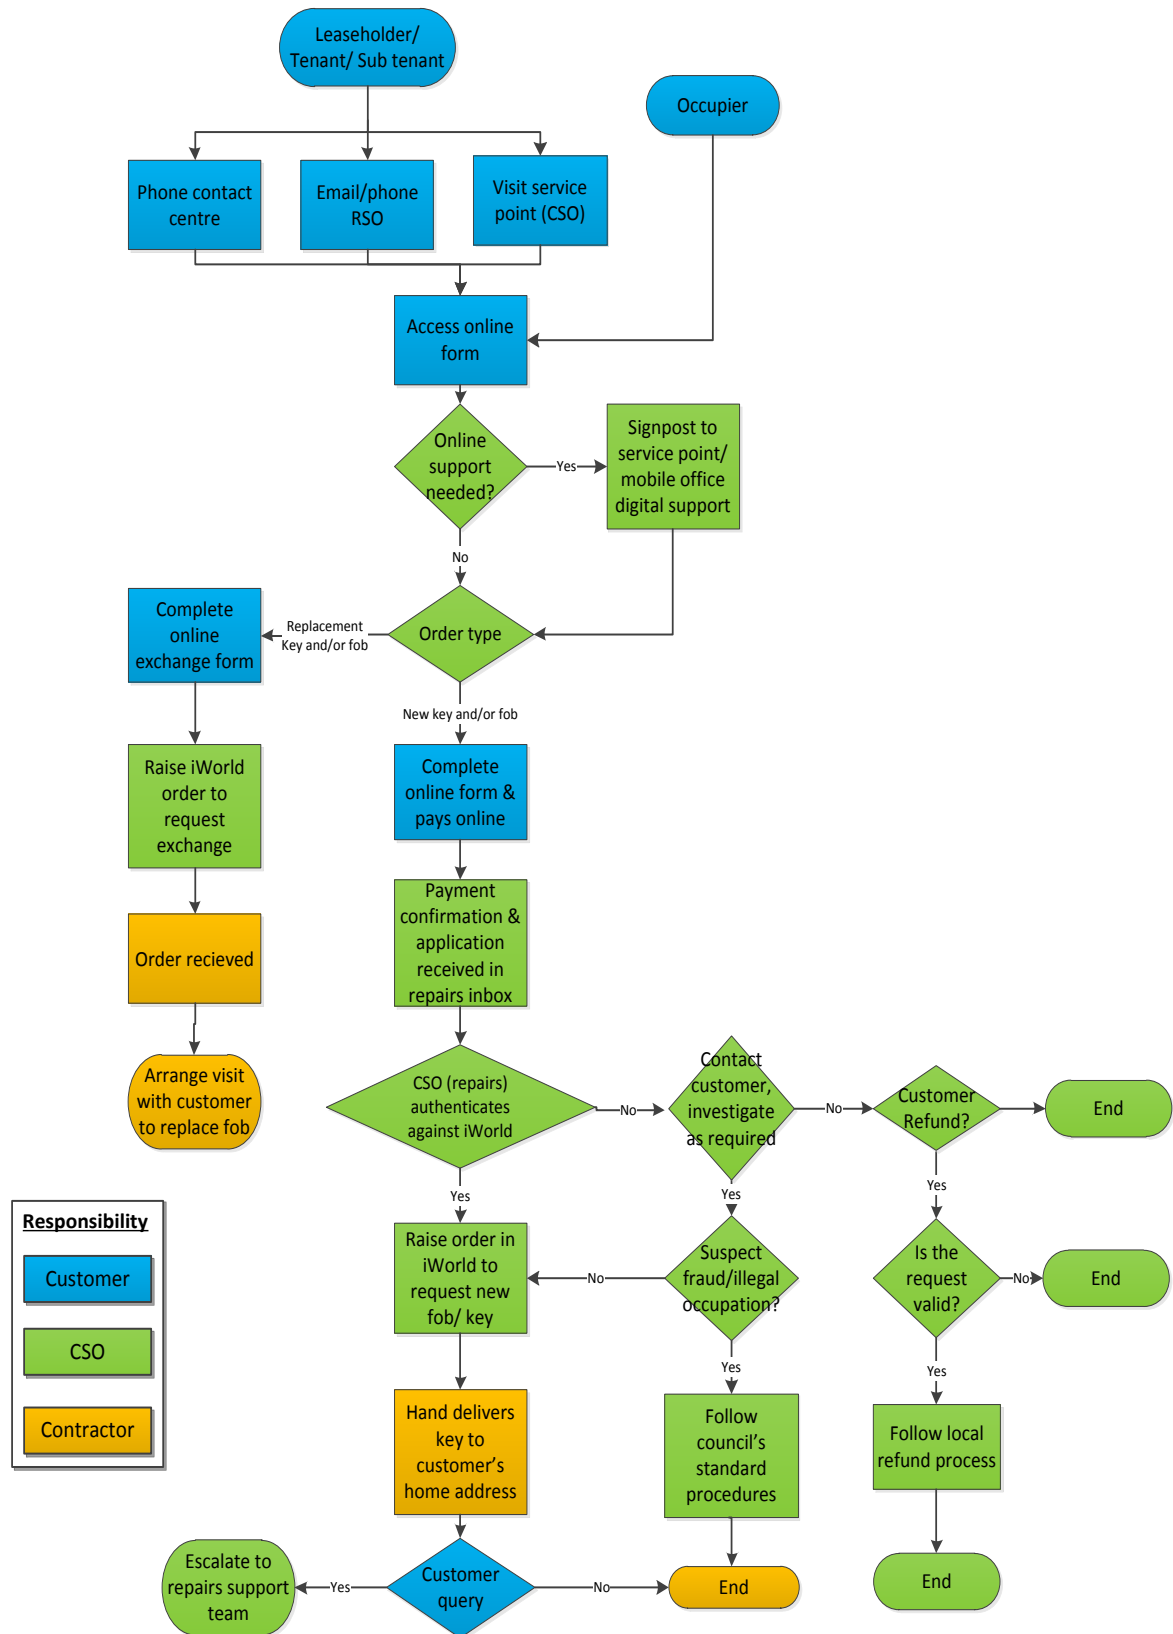 Leaseholder/
Tenant/ Sub tenant
Occupier
Phone contact
centre
Email/phone
RSO
Visit service
point (CSO)
Access online
form
Online
support
needed?
Yes
Signpost to
service point/
mobile office
digital support
No
Complete
online
exchange form
Replacement
Key and/or fob
Order type
New key and/or fob
Raise iWorld
order to
request
exchange
Complete
online form &
pays online
Order recieved
Payment
confirmation &
application
received in
repairs inbox
Arrange visit
with customer
to replace fob
CSO (repairs)
authenticates
against iWorld
No
Contact
customer,
investigate
as required
No
Customer
Refund?
End
Yes
Yes
Yes
Responsibility
Customer
CSO
Contractor
Raise order in
iWorld to
request new
fob/ key
No
Suspect
fraud/illegal
occupation?
Is the
request
valid?
No
End
Yes
Yes
Hand delivers
key to
customer's
home address
Follow
council's
standard
procedures
Follow local
refund process
Escalate to
repairs support
team
Yes
Customer
query
No
End
End